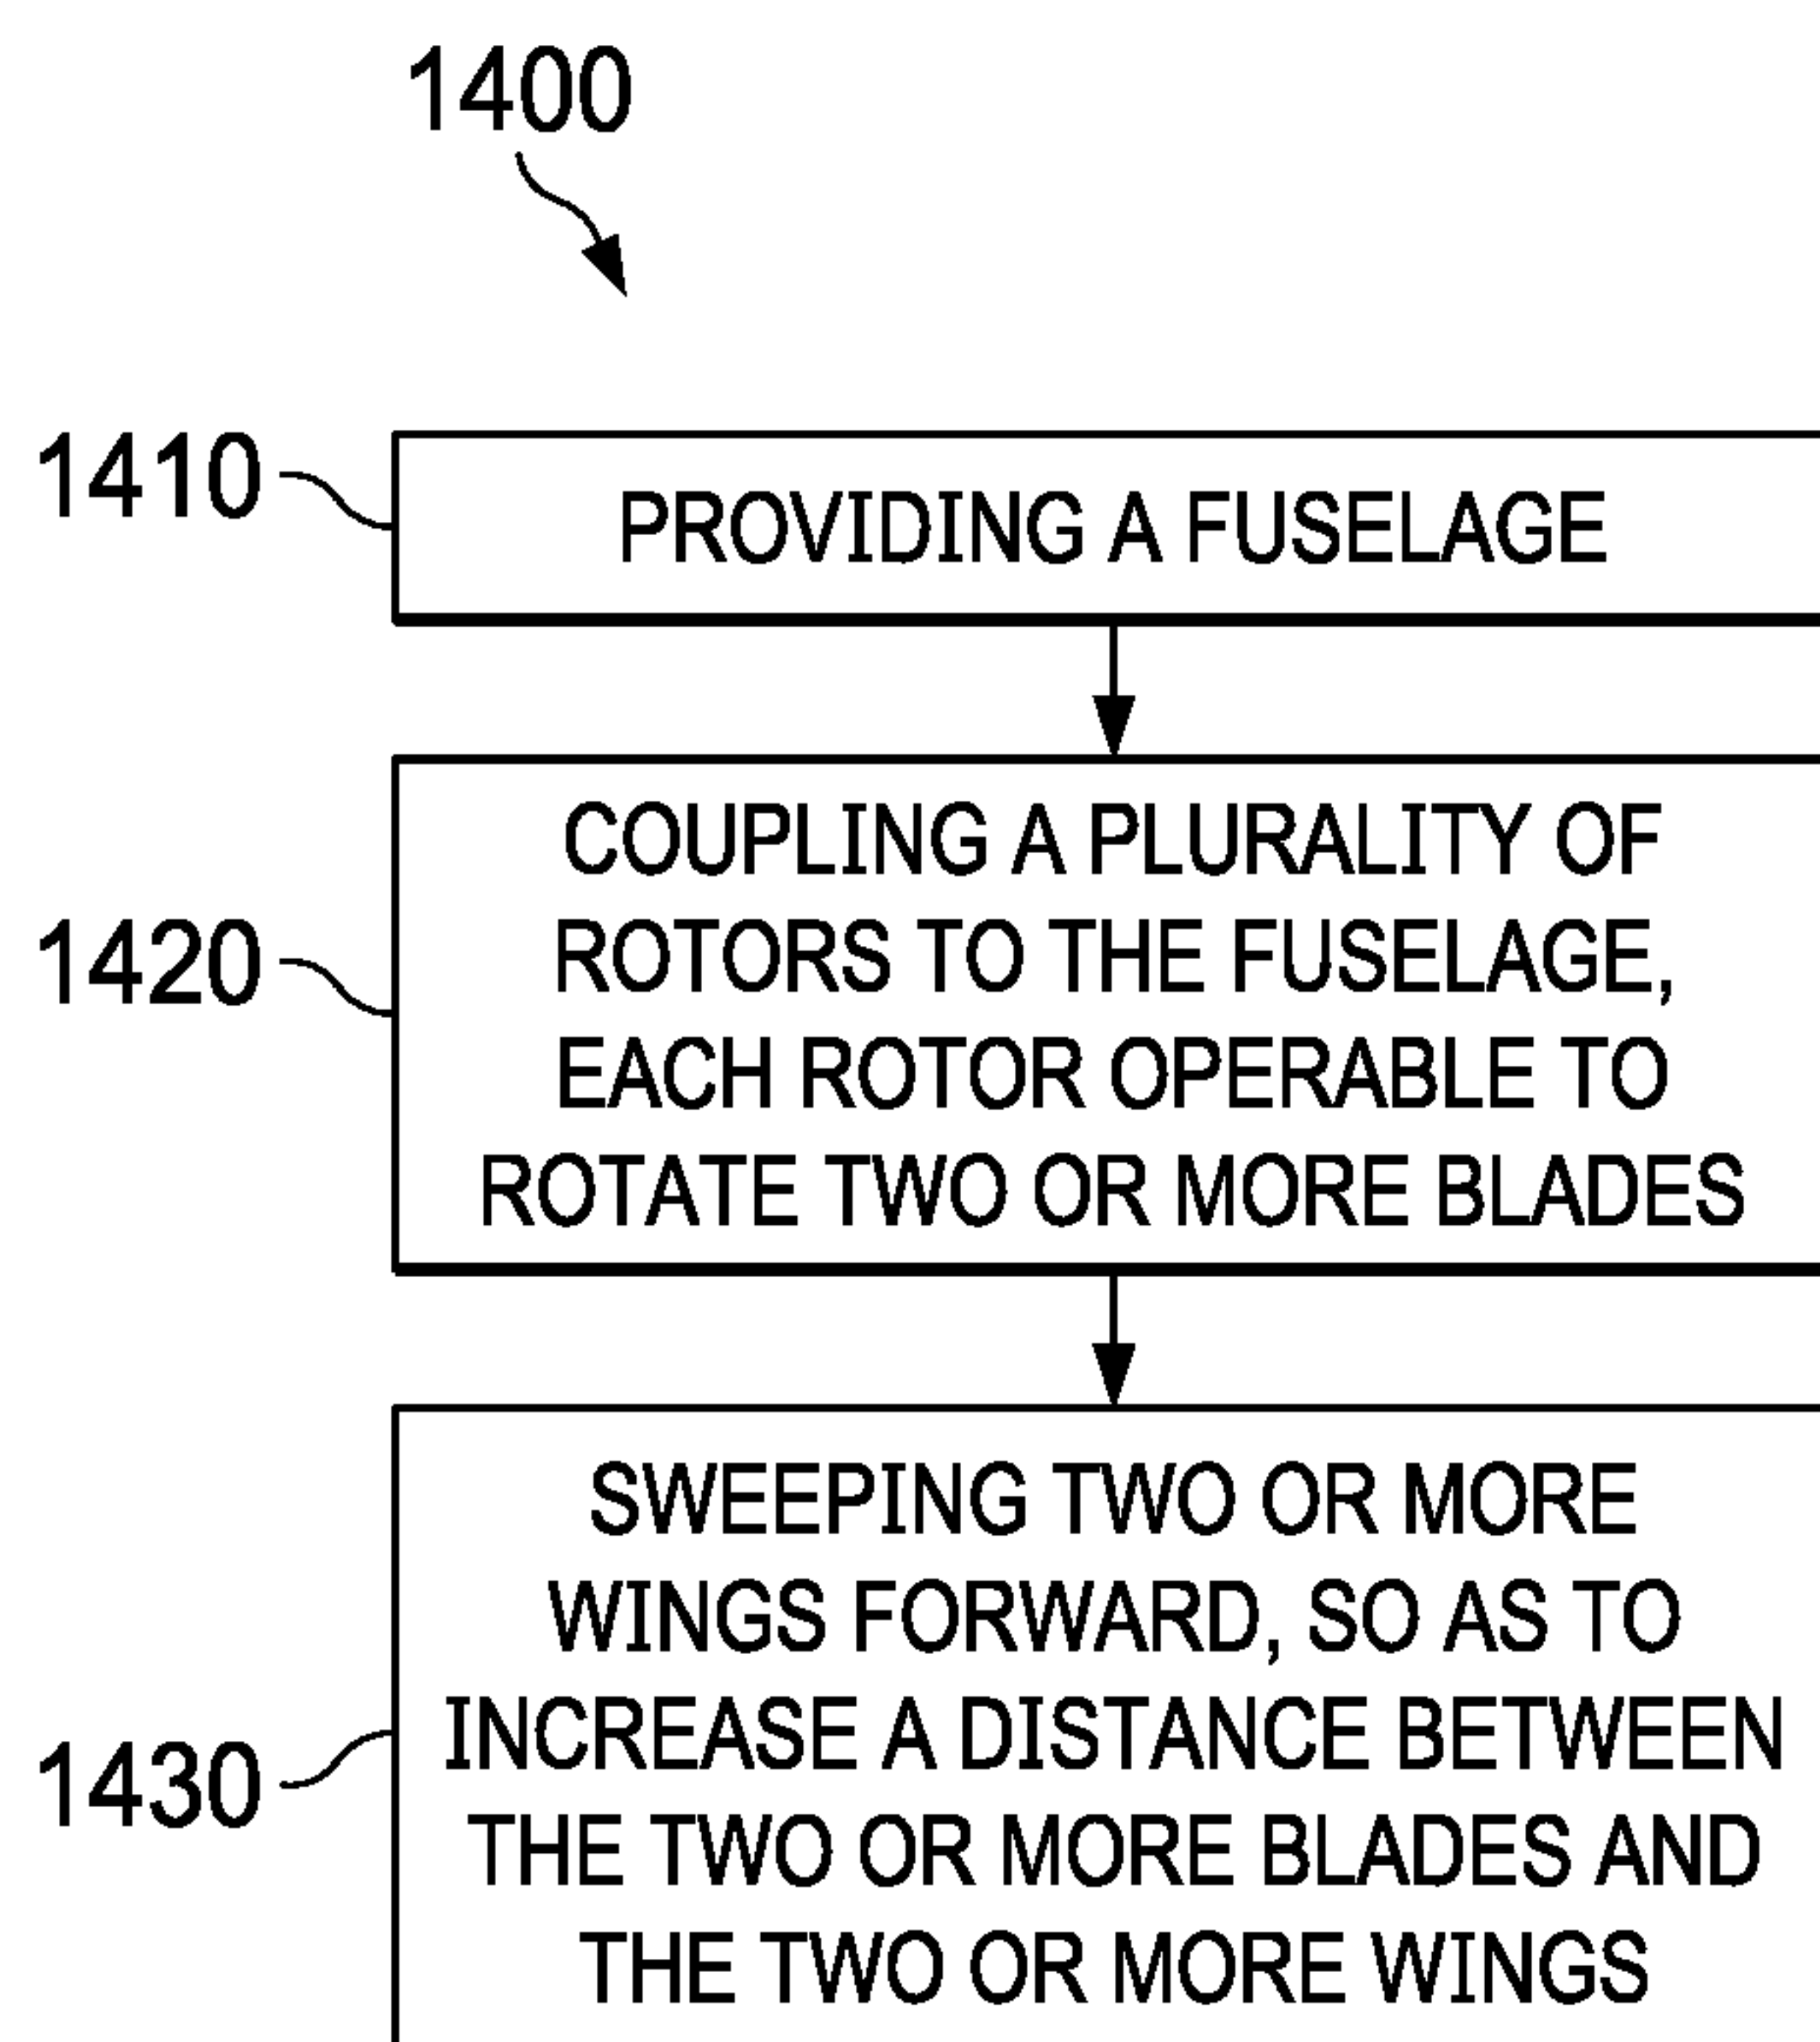 1400
1410
PROVIDING A FUSELAGE
1420
COUPLING A PLURALITY OF
ROTORS TO THE FUSELAGE,
EACH ROTOR OPERABLE TO
ROTATE TWO OR MORE BLADES
1430
SWEEPING TWO OR MORE
WINGS FORWARD, SO AS TO
INCREASE A DISTANCE BETWEEN
THE TWO OR MORE BLADES AND
THE TWO OR MORE WINGS